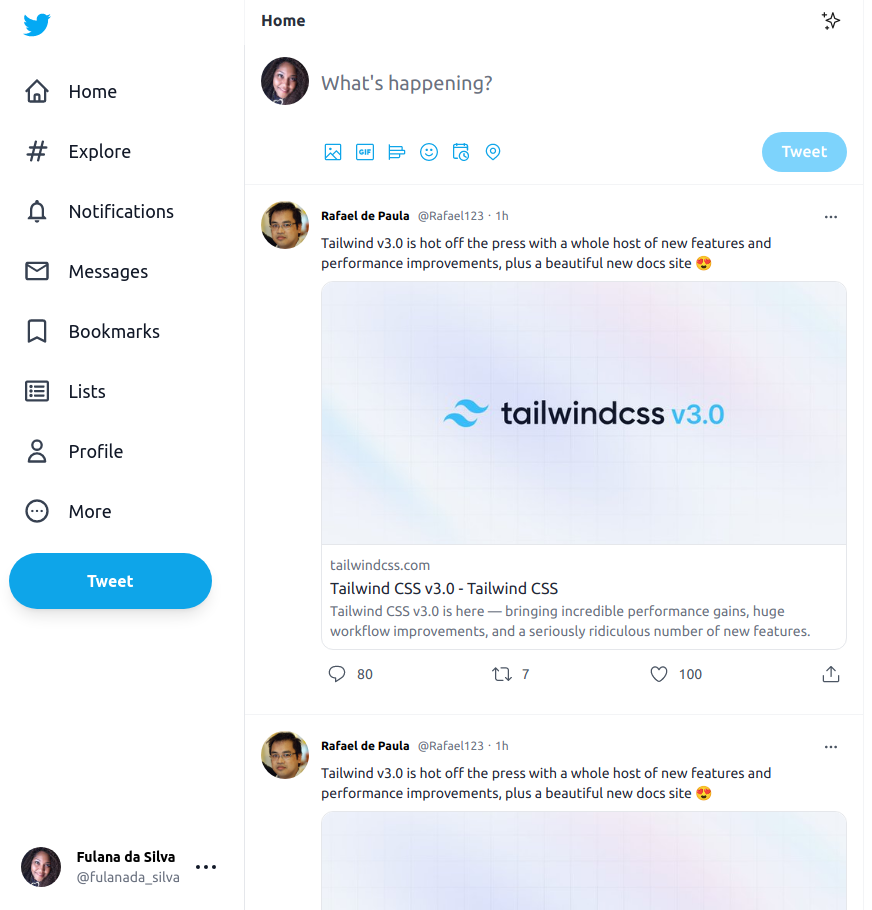 Home
Explore
Notifications
Messages
Bookmarks
Lists
Profile
More
Tweet
Fulana da Silva
@fulanada_silva
Home
What's happening?
GIF
Tweet
Rafael de Paula @Rafael123 · 1h
Tailwind v3.0 is hot off the press with a whole host of new features and
performance improvements, plus a beautiful new docs site 😍
tailwindcss v3.0
tailwindcss.com
Tailwind CSS v3.0 - Tailwind CSS
Tailwind CSS v3.0 is here — bringing incredible performance gains, huge
workflow improvements, and a seriously ridiculous number of new features.
80 7 100
Rafael de Paula @Rafael123 · 1h
Tailwind v3.0 is hot off the press with a whole host of new features and
performance improvements, plus a beautiful new docs site 😍